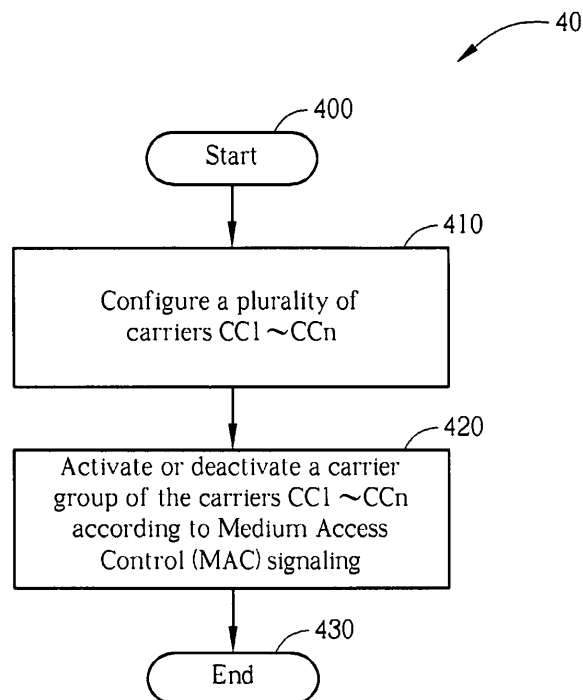 40
400
Start
410
Configure a plurality of
carriers CC1~CCn
420
Activate or deactivate a carrier
group of the carriers CC1~CCn
according to Medium Access
Control (MAC) signaling
430
End